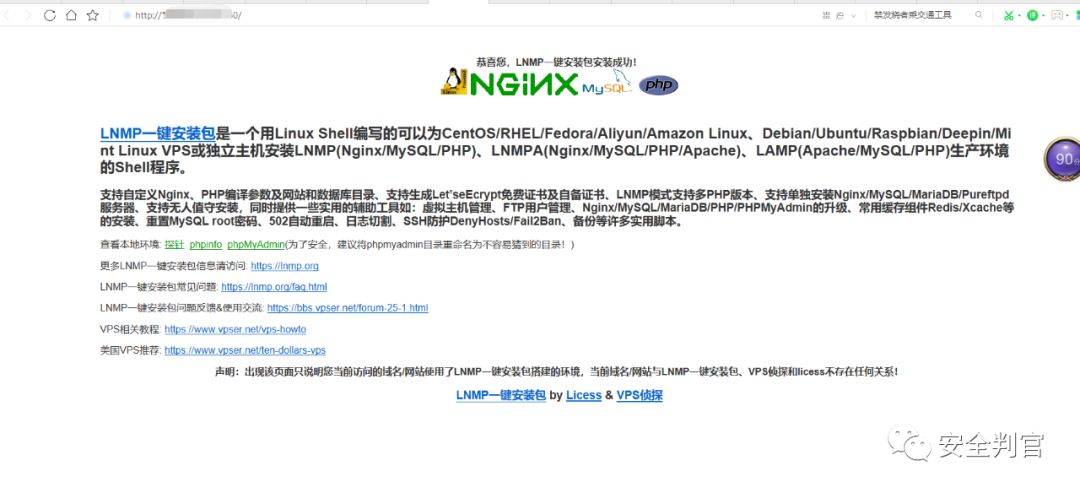 http://
禁发烧者乘交通工具
恭喜您，LNMP一键安装包安装成功！
NGiNX MySQL php
LNMP一键安装包是一个用Linux Shell编写的可以为CentOS/RHEL/Fedora/Aliyun/Amazon Linux、Debian/Ubuntu/Raspbian/Deepin/Mi
nt Linux VPS或独立主机安装LNMP(Nginx/MySQL/PHP)、LNMPA(Nginx/MySQL/PHP/Apache)、LAMP(Apache/MySQL/PHP)生产环境
的Shell程序。
支持自定义Nginx、PHP编译参数及网站和数据库目录、支持生成Let'seEcrypt免费证书及自备证书、LNMP模式支持多PHP版本、支持单独安装Nginx/MySQL/MariaDB/Pureftpd
服务器、支持无人值守安装，同时提供一些实用的辅助工具如：虚拟主机管理、FTP用户管理、Nginx/MySQL/MariaDB/PHP/PHPMyAdmin的升级、常用缓存组件Redis/Xcache等
的安装、重置MySQL root密码、502自动重启、日志切割、SSH防护DenyHosts/Fail2Ban、备份等许多实用脚本。
查看本地环境: 探针 phpinfo phpMyAdmin(为了安全，建议将phpmyadmin目录重命名为不容易猜到的目录！)
更多LNMP一键安装包信息请访问: https://lnmp.org
LNMP一键安装包常见问题: https://lnmp.org/faq.html
LNMP一键安装包问题反馈&使用交流: https://bbs.vpser.net/forum-25-1.html
VPS相关教程: https://www.vpser.net/vps-howto
美国VPS推荐: https://www.vpser.net/ten-dollars-vps
声明：出现该页面只说明您当前访问的域名/网站使用了LNMP一键安装包搭建的环境，当前域名/网站与LNMP一键安装包、VPS侦探和licess不存在任何关系！
LNMP一键安装包 by Licess & VPS侦探
90分
安全判官